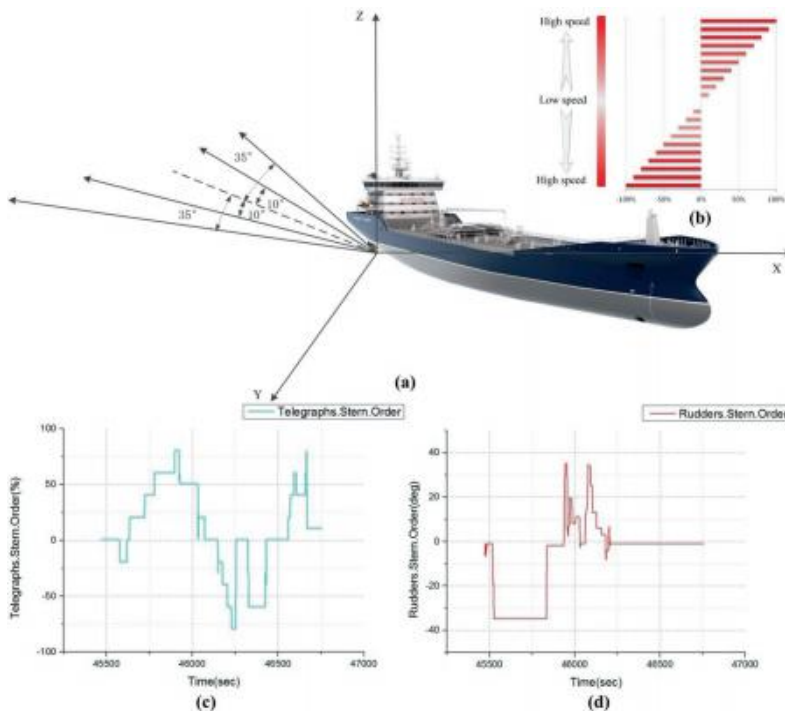 Z
High speed
Low speed
High speed
-100%
-50%
0%
50%
100%
(b)
35°
10°
10°
35°
X
Y
(a)
Telegraphs.Stern.Order
Telegraphs.Stern.Order(%)
100
50
0
-50
-100
45500
46000
46500
47000
Time(sec)
(c)
Rudders.Stern.Order
Rudders.Stern.Order(deg)
40
20
0
-20
-40
45500
46000
46500
47000
Time(sec)
(d)